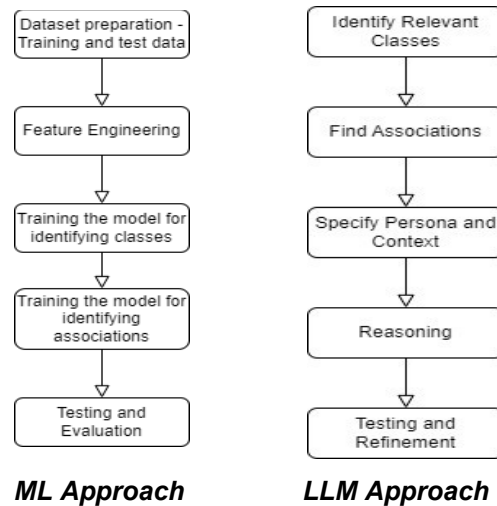 Dataset preparation -
Training and test data
Feature Engineering
Training the model for
identifying classes
Training the model for
identifying
associations
Testing and
Evaluation
ML Approach
Identify Relevant
Classes
Find Associations
Specify Persona and
Context
Reasoning
Testing and
Refinement
LLM Approach